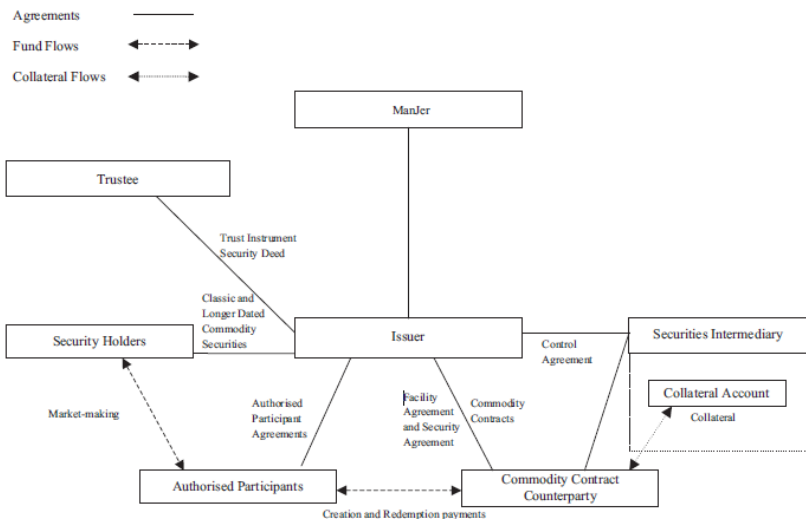 Agreements
Fund Flows
Collateral Flows
ManJer
Trustee
Trust Instrument
Security Deed
Classic and
Longer Dated
Commodity
Securities
Security Holders
Issuer
Securities Intermediary
Control
Agreement
Collateral Account
Collateral
Market-making
Authorised
Participant
Agreements
Facility
Agreement
and Security
Agreement
Commodity
Contracts
Authorised Participants
Commodity Contract
Counterparty
Creation and Redemption payments